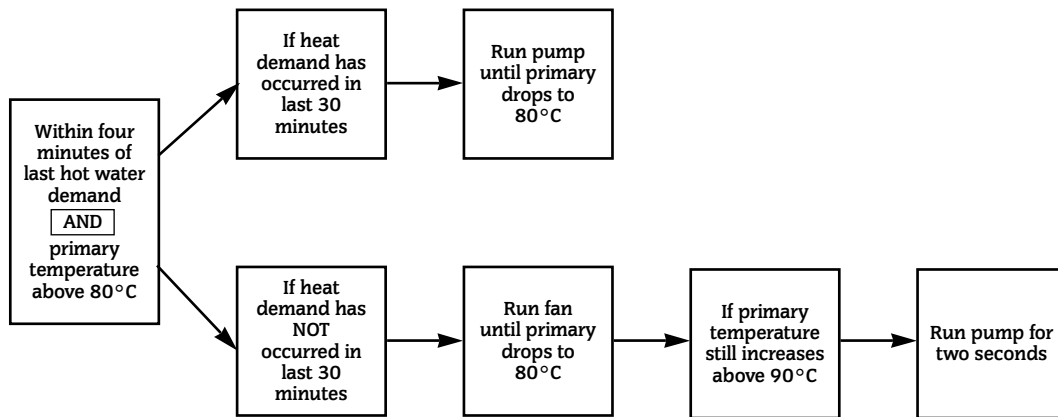 Within four
minutes of
last hot water
demand
AND
primary
temperature
above 80°C
If heat
demand has
occurred in
last 30
minutes
Run pump
until primary
drops to
80°C
If heat
demand has
NOT
occurred in
last 30
minutes
Run fan
until primary
drops to
80°C
If primary
temperature
still increases
above 90°C
Run pump for
two seconds